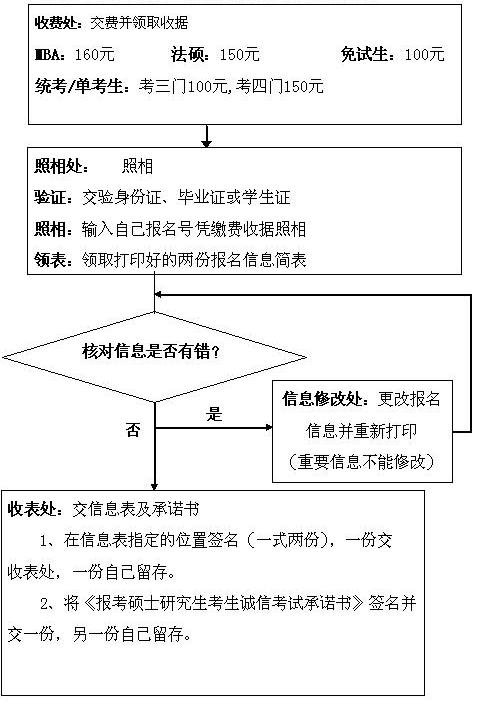 收费处：交费并领取收据
MBA：160元 法硕：150元 免试生：100元
统考/单考生：考三门100元,考四门150元
照相处： 照相
验证：交验身份证、毕业证或学生证
照相：输入自己报名号凭缴费收据照相
领表：领取打印好的两份报名信息简表
核对信息是否有错？
信息修改处：更改报名
信息并重新打印
（重要信息不能修改）
是
否
收表处：交信息表及承诺书
1、在信息表指定的位置签名（一式两份），一份交
收表处，一份自己留存。
2、将《报考硕士研究生考生诚信考试承诺书》签名并
交一份，另一份自己留存。